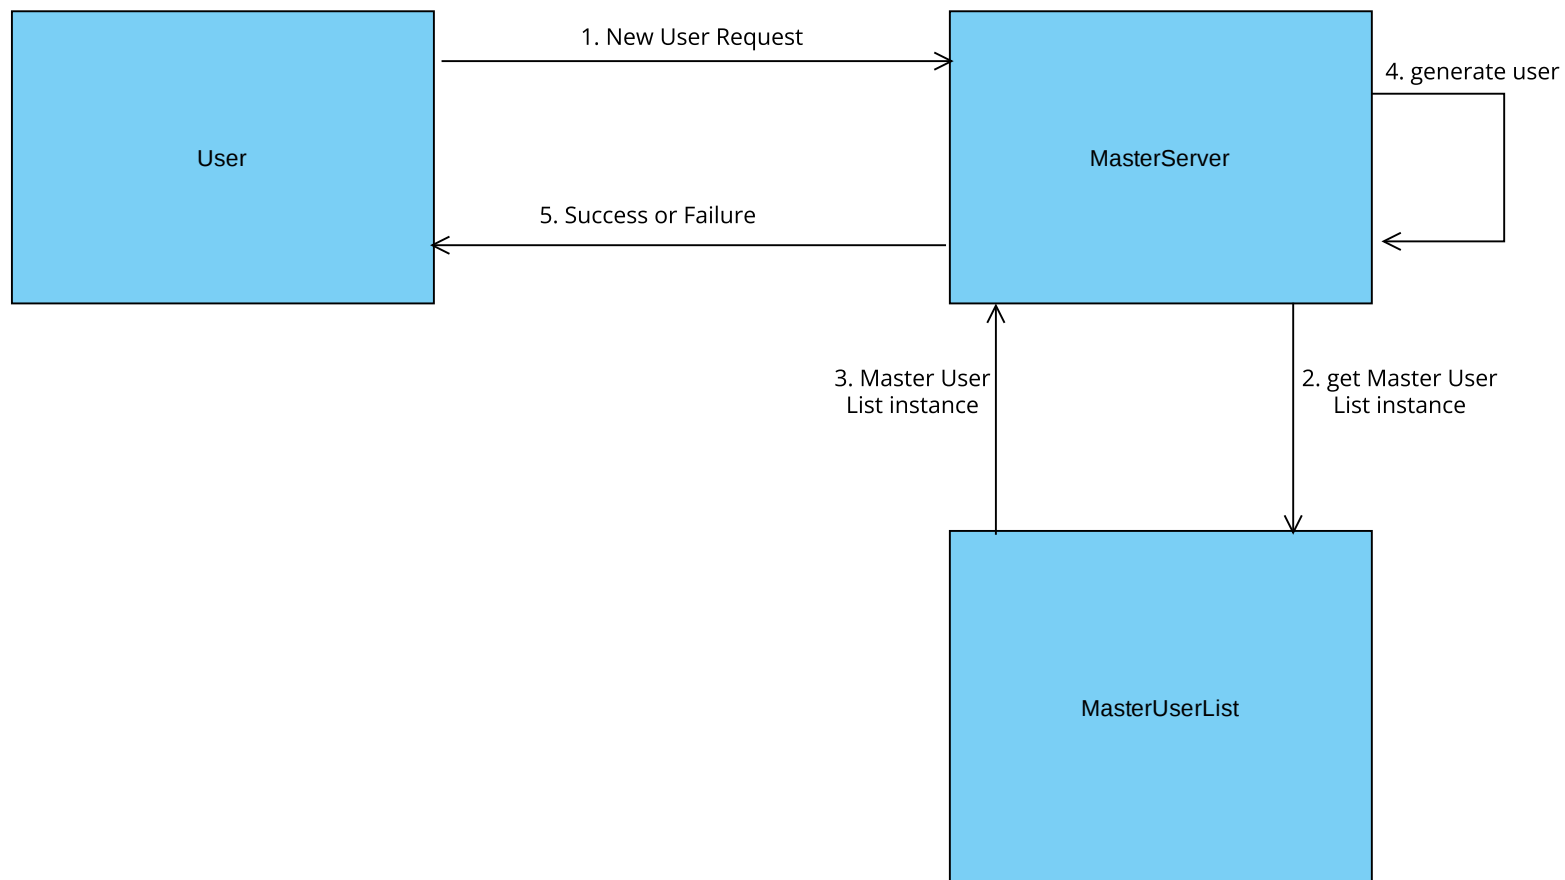 1. New User Request
4. generate user
User
MasterServer
5. Success or Failure
3. Master User
List instance
2. get Master User
List instance
MasterUserList